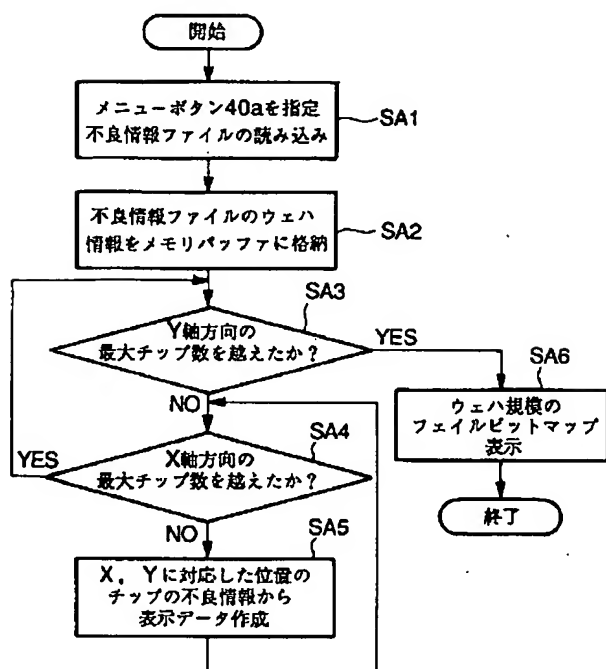 開始
メニューボタン40aを指定
不良情報ファイルの読み込み
SA1
不良情報ファイルのウェハ
情報をメモリバッファに格納
SA2
SA3
Y軸方向の
最大チップ数を越えたか？
YES
NO
SA6
ウェハ規模の
フェイルビットマップ
表示
終了
SA4
YES
X軸方向の
最大チップ数を越えたか？
NO
SA5
X，Yに対応した位置の
チップの不良情報から
表示データ作成